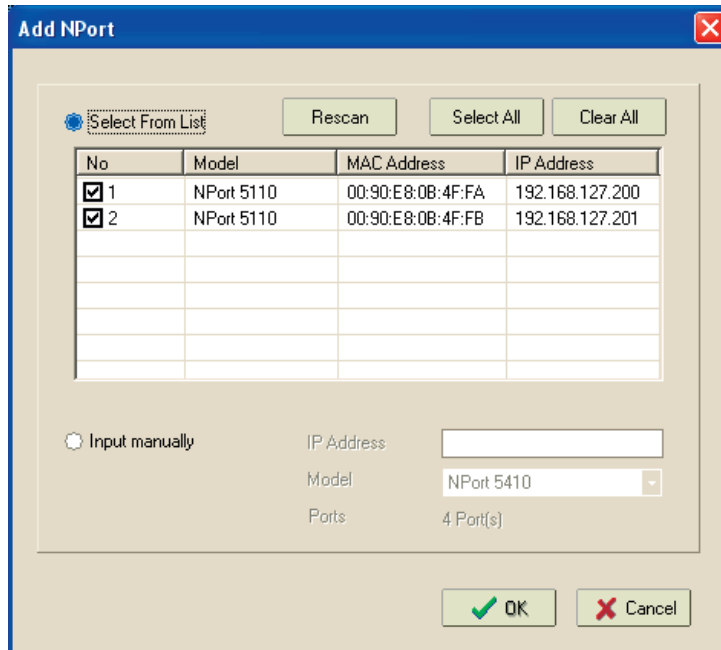 Add NPort
Select From List Rescan Select All Clear All
No Model MAC Address IP Address
1 NPort 5110 00:90:E8:0B:4F:FA 192.168.127.200
2 NPort 5110 00:90:E8:0B:4F:FB 192.168.127.201
Input manually IP Address
Model NPort 5410
Ports 4 Port(s)
OK Cancel